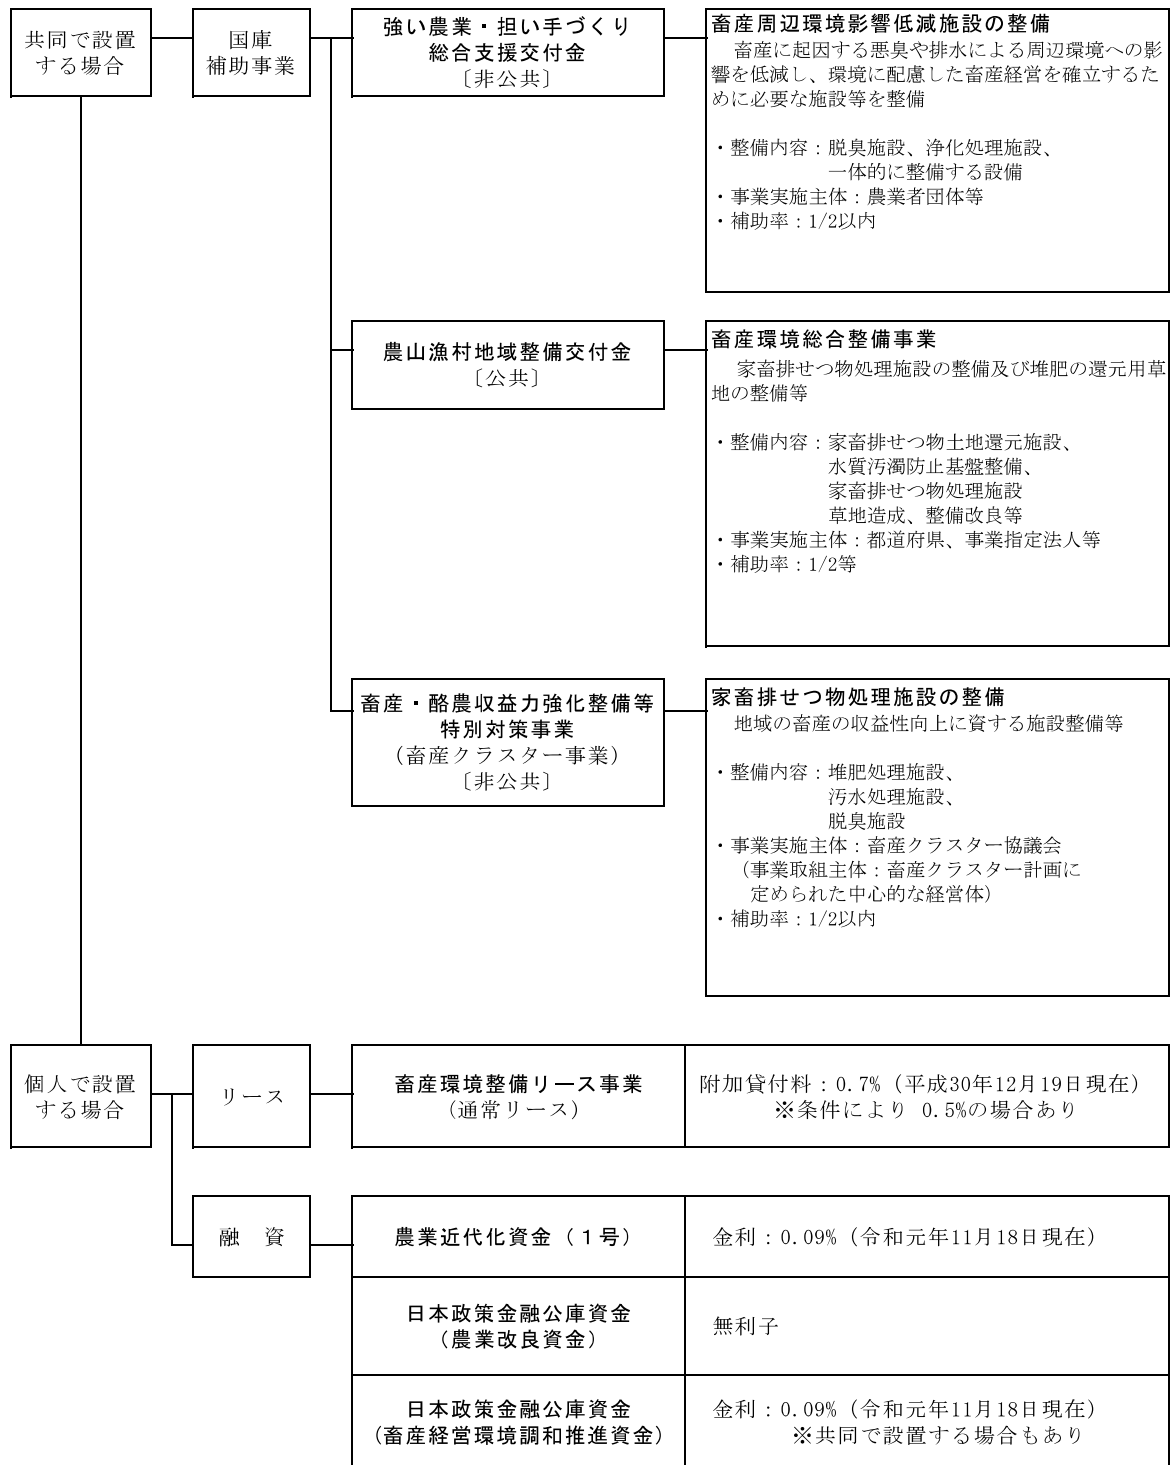 共同で設置
する場合
国庫
補助事業
強い農業・担い手づくり
総合支援交付金
〔非公共〕
畜産周辺環境影響低減施設の整備
畜産に起因する悪臭や排水による周辺環境への影
響を低減し、環境に配慮した畜産経営を確立するた
めに必要な施設等を整備
・整備内容：脱臭施設、浄化処理施設、
一体的に整備する設備
・事業実施主体：農業者団体等
・補助率：1/2以内
農山漁村地域整備交付金
〔公共〕
畜産環境総合整備事業
家畜排せつ物処理施設の整備及び堆肥の還元用草
地の整備等
・整備内容：家畜排せつ物土地還元施設、
水質汚濁防止基盤整備、
家畜排せつ物処理施設
草地造成、整備改良等
・事業実施主体：都道府県、事業指定法人等
・補助率：1/2等
畜産・酪農収益力強化整備等
特別対策事業
（畜産クラスター事業）
〔非公共〕
家畜排せつ物処理施設の整備
地域の畜産の収益性向上に資する施設整備等
・整備内容：堆肥処理施設、
汚水処理施設、
脱臭施設
・事業実施主体：畜産クラスター協議会
（事業取組主体：畜産クラスター計画に
定められた中心的な経営体）
・補助率：1/2以内
個人で設置
する場合
リース
畜産環境整備リース事業
（通常リース）
附加貸付料：0.7%（平成30年12月19日現在）
※条件により 0.5%の場合あり
融　資
農業近代化資金（１号）
金利：0.09%（令和元年11月18日現在）
日本政策金融公庫資金
（農業改良資金）
無利子
日本政策金融公庫資金
（畜産経営環境調和推進資金）
金利：0.09%（令和元年11月18日現在）
※共同で設置する場合もあり